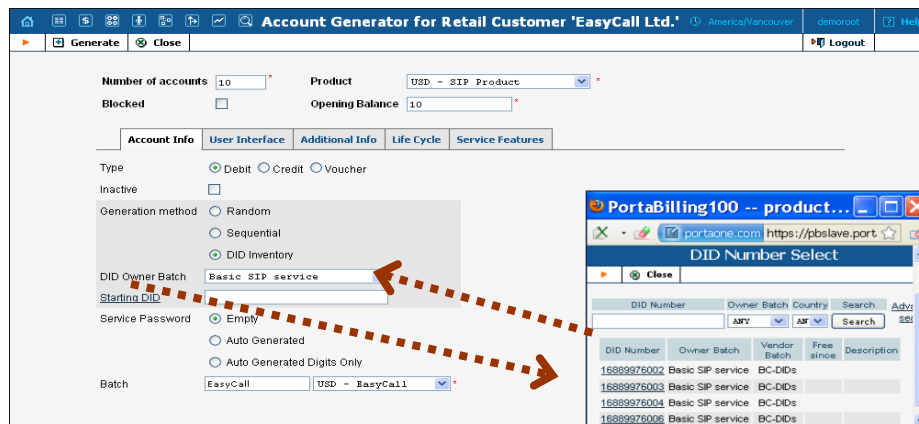 Account Generator for Retail Customer 'EasyCall Ltd.' America/Vancouver demoroot Help
Generate Close Logout
Number of accounts 10 * Product USD - SIP Product *
Blocked Opening Balance 10 *
Account Info User Interface Additional Info Life Cycle Service Features
Type Debit Credit Voucher
Inactive
Generation method Random
Sequential
DID Inventory
DID Owner Batch Basic SIP service
Starting DID
Service Password Empty
Auto Generated
Auto Generated Digits Only
Batch EasyCall USD - EasyCall *
PortaBilling100 -- product...
portaone.com https://pbslave.port
DID Number Select
Close
DID Number Owner Batch Country Search
ANY AN Search
DID Number Owner Batch Vendor Batch Free since Description
16889976002 Basic SIP service BC-DIDs
16889976003 Basic SIP service BC-DIDs
16889976004 Basic SIP service BC-DIDs
16889976006 Basic SIP service BC-DIDs